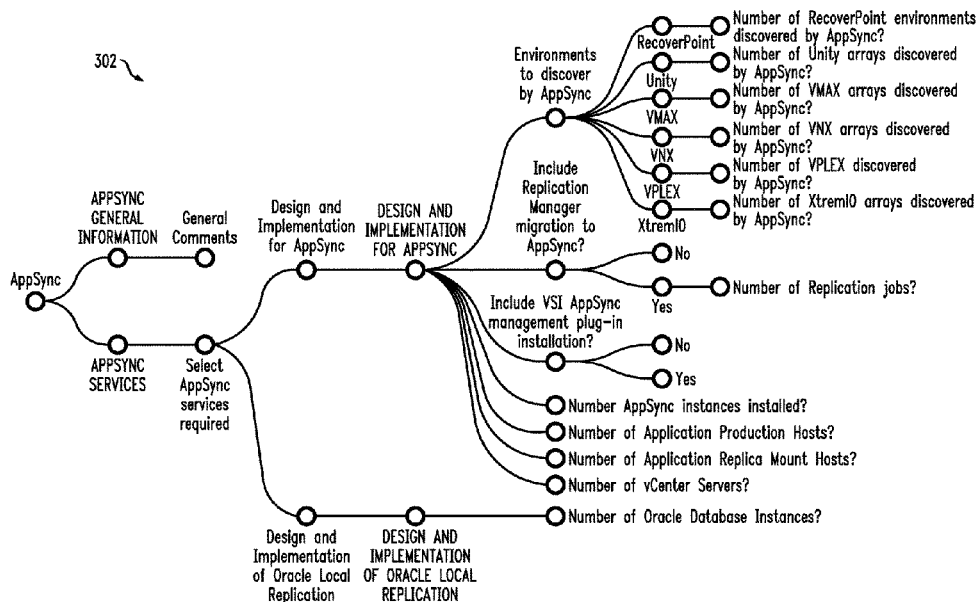 302
AppSync
APPSYNC
GENERAL
INFORMATION
General
Comments
APPSYNC
SERVICES
Select
AppSync
services
required
Design and
Implementation
for AppSync
DESIGN AND
IMPLEMENTATION
FOR APPSYNC
Environments
to discover
by AppSync
RecoverPoint
Number of RecoverPoint environments
discovered by AppSync?
Unity
Number of Unity arrays discovered
by AppSync?
VMAX
Number of VMAX arrays discovered
by AppSync?
VNX
Number of VNX arrays discovered
by AppSync?
VPLEX
Number of VPLEX discovered
by AppSync?
XtremIO
Number of XtremIO arrays discovered
by AppSync?
Include
Replication
Manager
migration to
AppSync?
No
Yes
Number of Replication jobs?
Include VSI AppSync
management plug-in
installation?
No
Yes
Number AppSync instances installed?
Number of Application Production Hosts?
Number of Application Replica Mount Hosts?
Number of vCenter Servers?
Design and
Implementation
of Oracle Local
Replication
DESIGN AND
IMPLEMENTATION
OF ORACLE LOCAL
REPLICATION
Number of Oracle Database Instances?